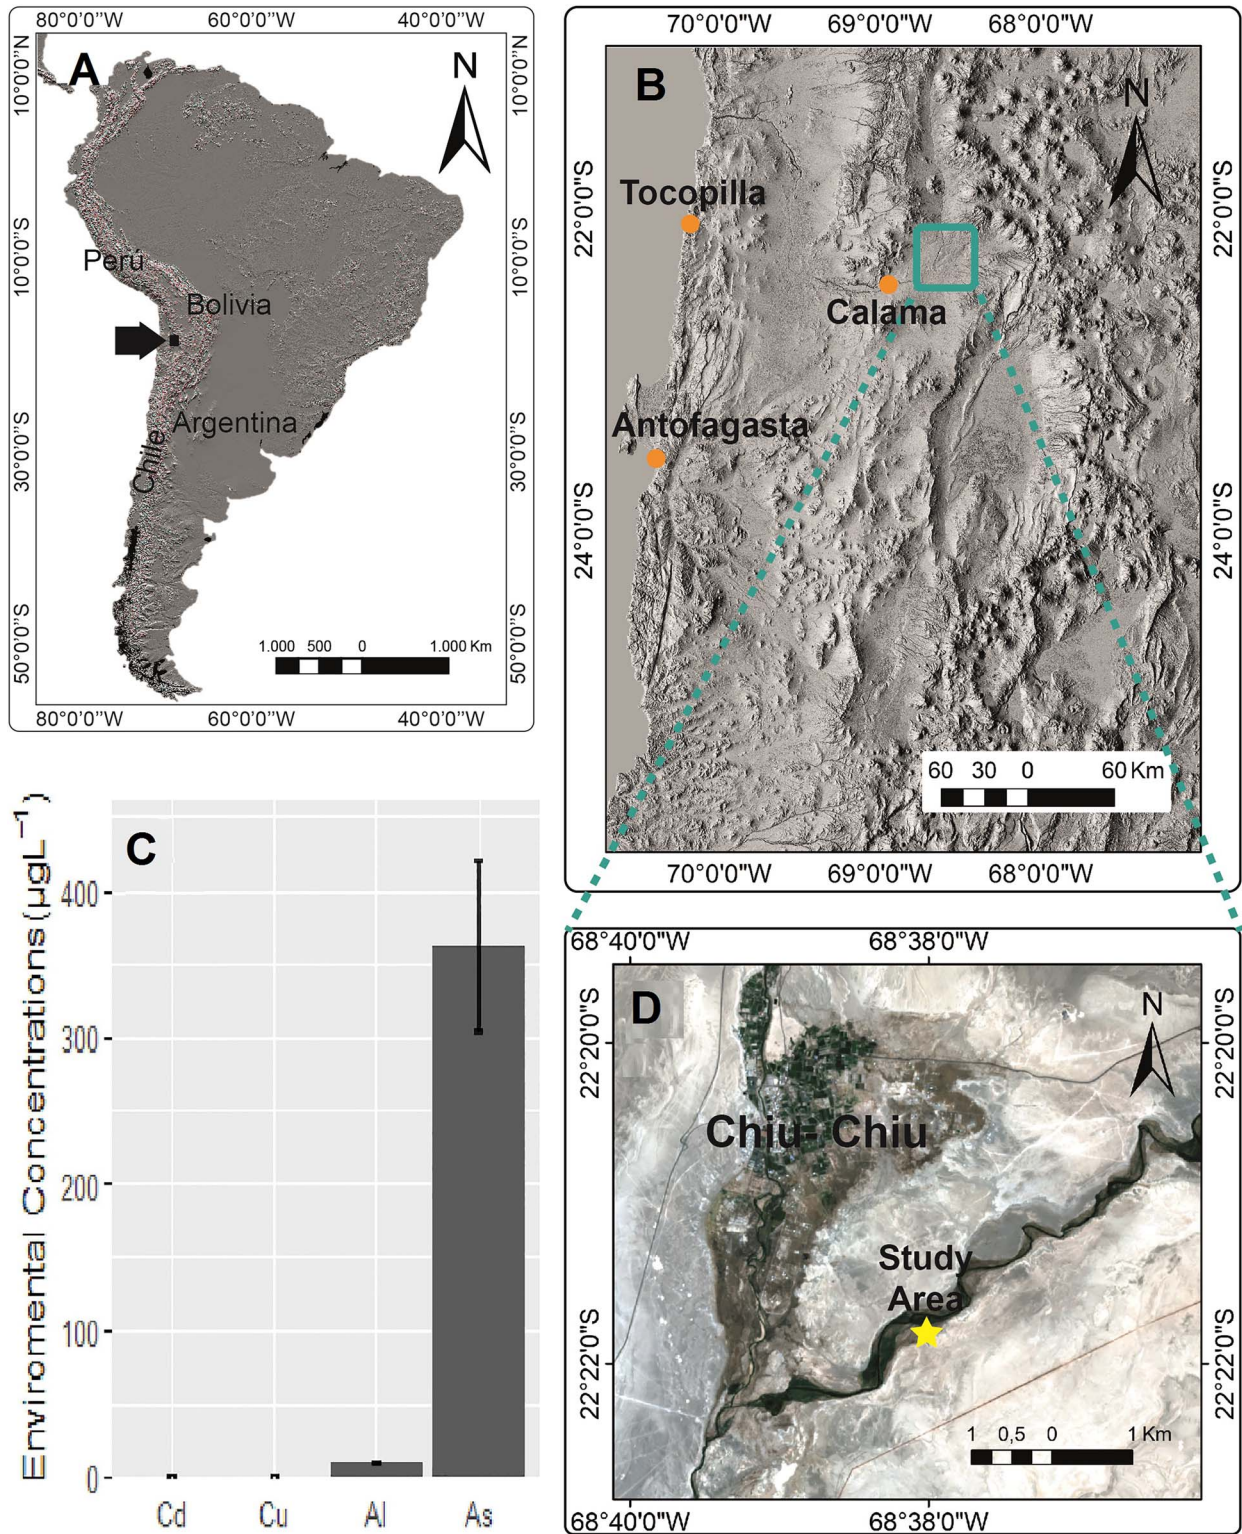 80°0'0''W 60°0'0''W 40°0'0''W
A
N
10°0'0''N
10°0'0''S
30°0'0''S
50°0'0''S
10°0'0''N
10°0'0''S
30°0'0''S
50°0'0''S
Perú
Bolivia
Argentina
Chile
1.000 500 0 1.000 Km
80°0'0''W 60°0'0''W 40°0'0''W
70°0'0"W 69°0'0"W 68°0'0"W
B
N
22°0'0"S
24°0'0"S
22°0'0"S
24°0'0"S
Tocopilla
Calama
Antofagasta
60 30 0 60 Km
70°0'0"W 69°0'0"W 68°0'0"W
C
Enviromental Concentrations (µgL⁻¹)
400
300
200
100
0
Cd Cu Al As
68°40'0"W 68°38'0"W
D
N
22°20'0"S
22°22'0"S
22°20'0"S
22°22'0"S
Chiu- Chiu
Study
Area
1 0,5 0 1 Km
68°40'0"W 68°38'0"W